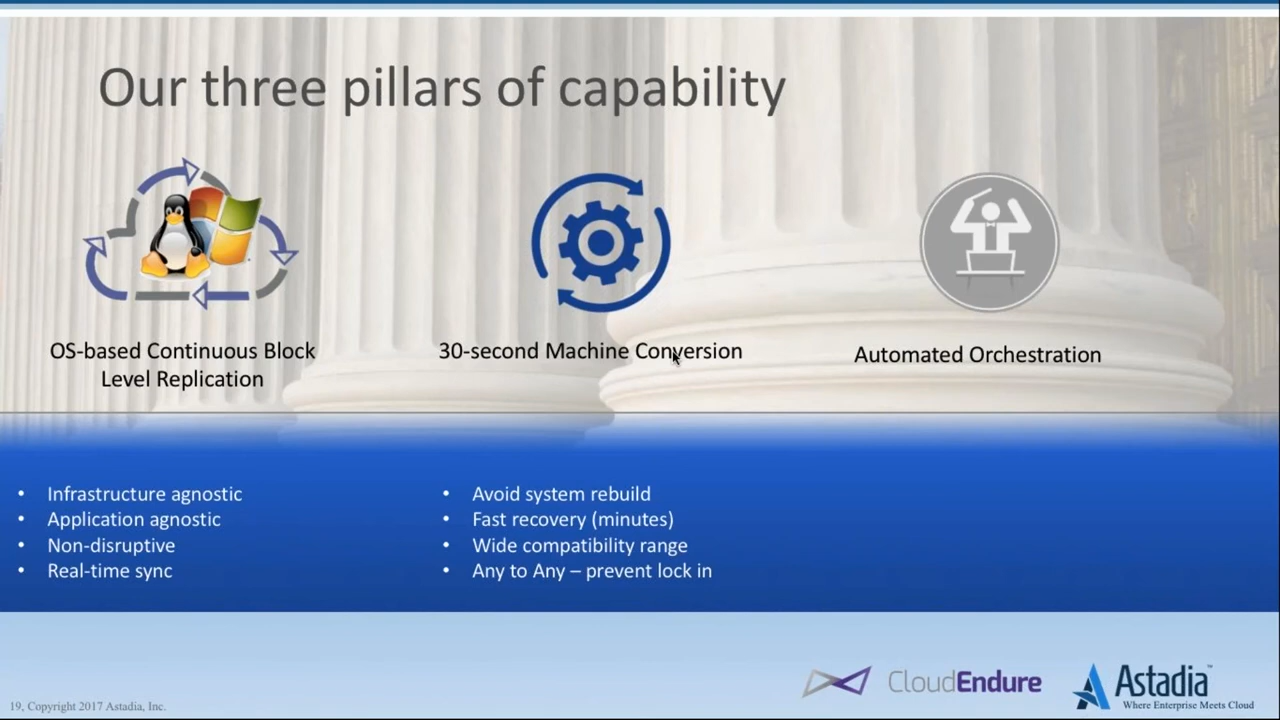 Our three pillars of capability
OS-based Continuous Block
Level Replication
30-second Machine Conversion
Automated Orchestration
• Infrastructure agnostic
• Application agnostic
• Non-disruptive
• Real-time sync
• Avoid system rebuild
• Fast recovery (minutes)
• Wide compatibility range
• Any to Any – prevent lock in
CloudEndure
Astadia™
Where Enterprise Meets Cloud
19, Copyright 2017 Astadia, Inc.